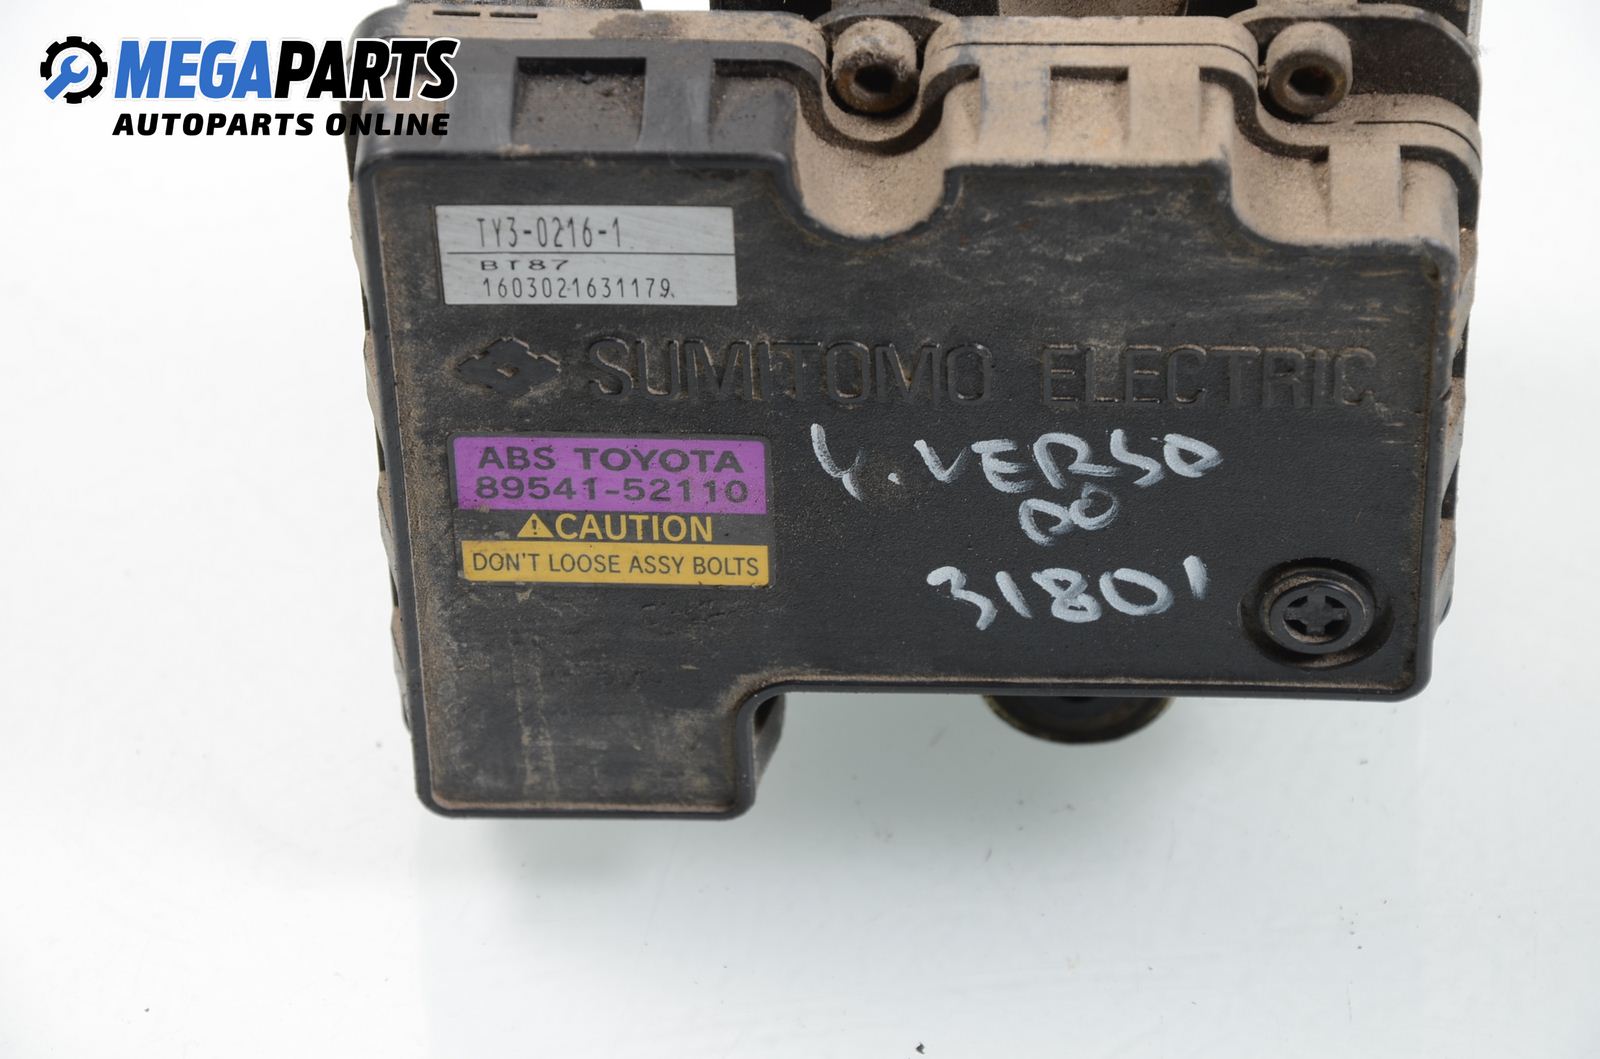 MEGAPARTS
AUTOPARTS ONLINE
TY3-0216-1
BT87
1603021631179
SUMITOMO ELECTRIC
ABS TOYOTA
89541-52110
CAUTION
DON'T LOOSE ASSY BOLTS
Y. VERSO
00
31801